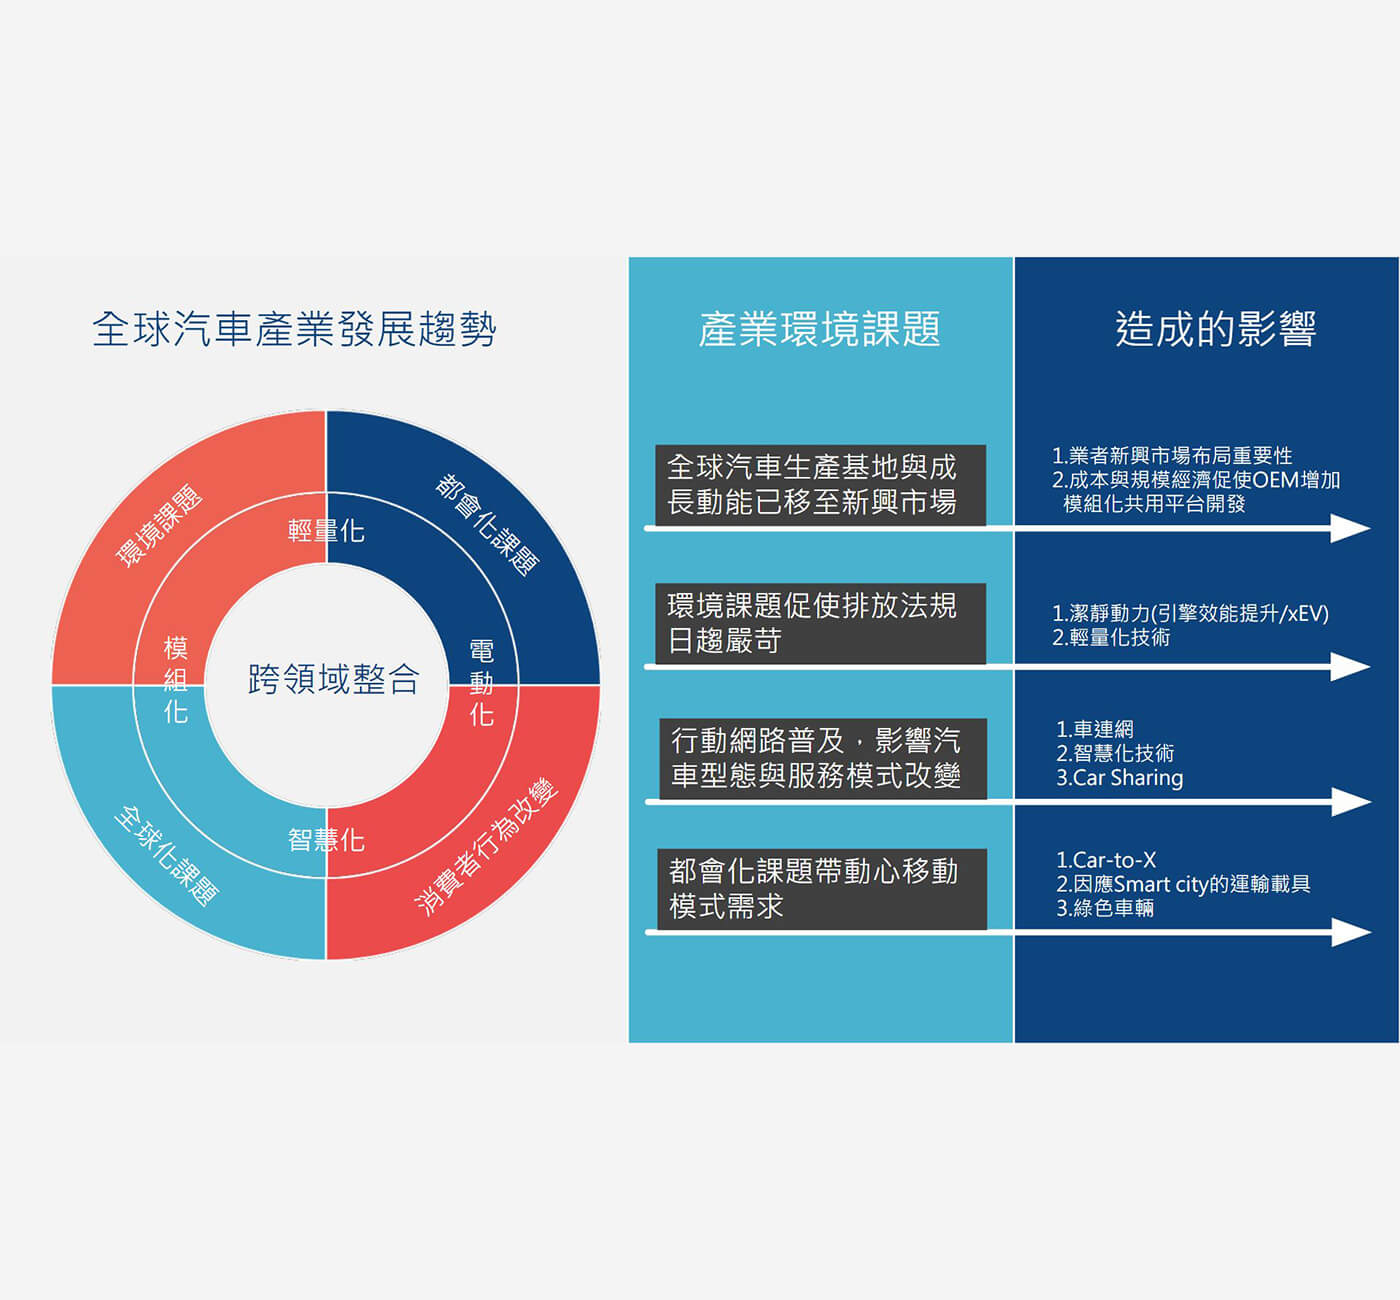 全球汽車產業發展趨勢
環境課題
都會化課題
輕量化
模組化
跨領域整合
電動化
智慧化
全球化課題
消費者行為改變
產業環境課題
造成的影響
全球汽車生產基地與成
長動能已移至新興市場
1.業者新興市場布局重要性
2.成本與規模經濟促使OEM增加
模組化共用平台開發
環境課題促使排放法規
日趨嚴苛
1.潔靜動力(引擎效能提升/xEV)
2.輕量化技術
行動網路普及，影響汽
車型態與服務模式改變
1.車連網
2.智慧化技術
3.Car Sharing
都會化課題帶動心移動
模式需求
1.Car-to-X
2.因應Smart city的運輸載具
3.綠色車輛